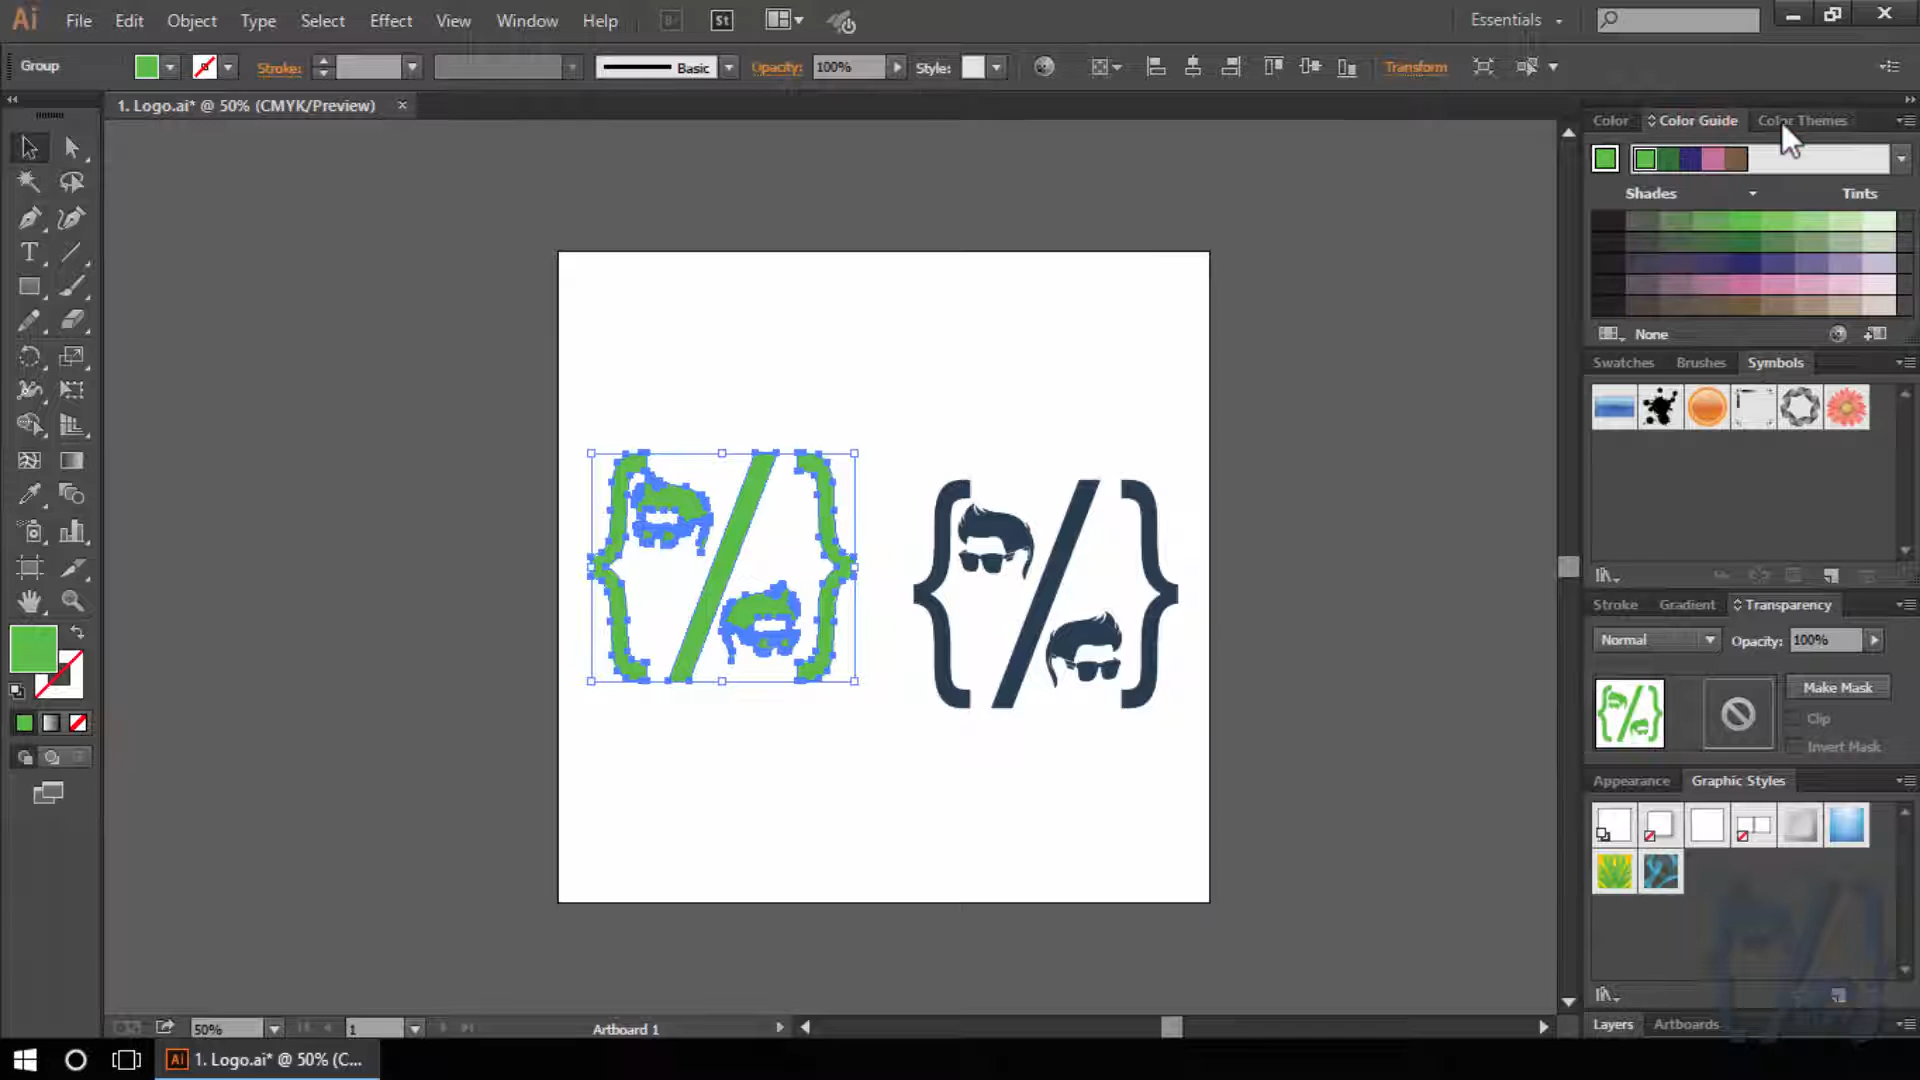 Ai File Edit Object Type Select Effect View Window Help Br St Essentials
Group Stroke: Basic Opacity: 100% Style: Transform
1. Logo.ai* @ 50% (CMYK/Preview)
Color Color Guide Color Themes
Shades Tints
None
Swatches Brushes Symbols
Stroke Gradient Transparency
Normal Opacity: 100%
Make Mask
Clip
Invert Mask
Appearance Graphic Styles
Layers Artboards
50% 1 Artboard 1
Ai 1. Logo.ai* @ 50% (C...